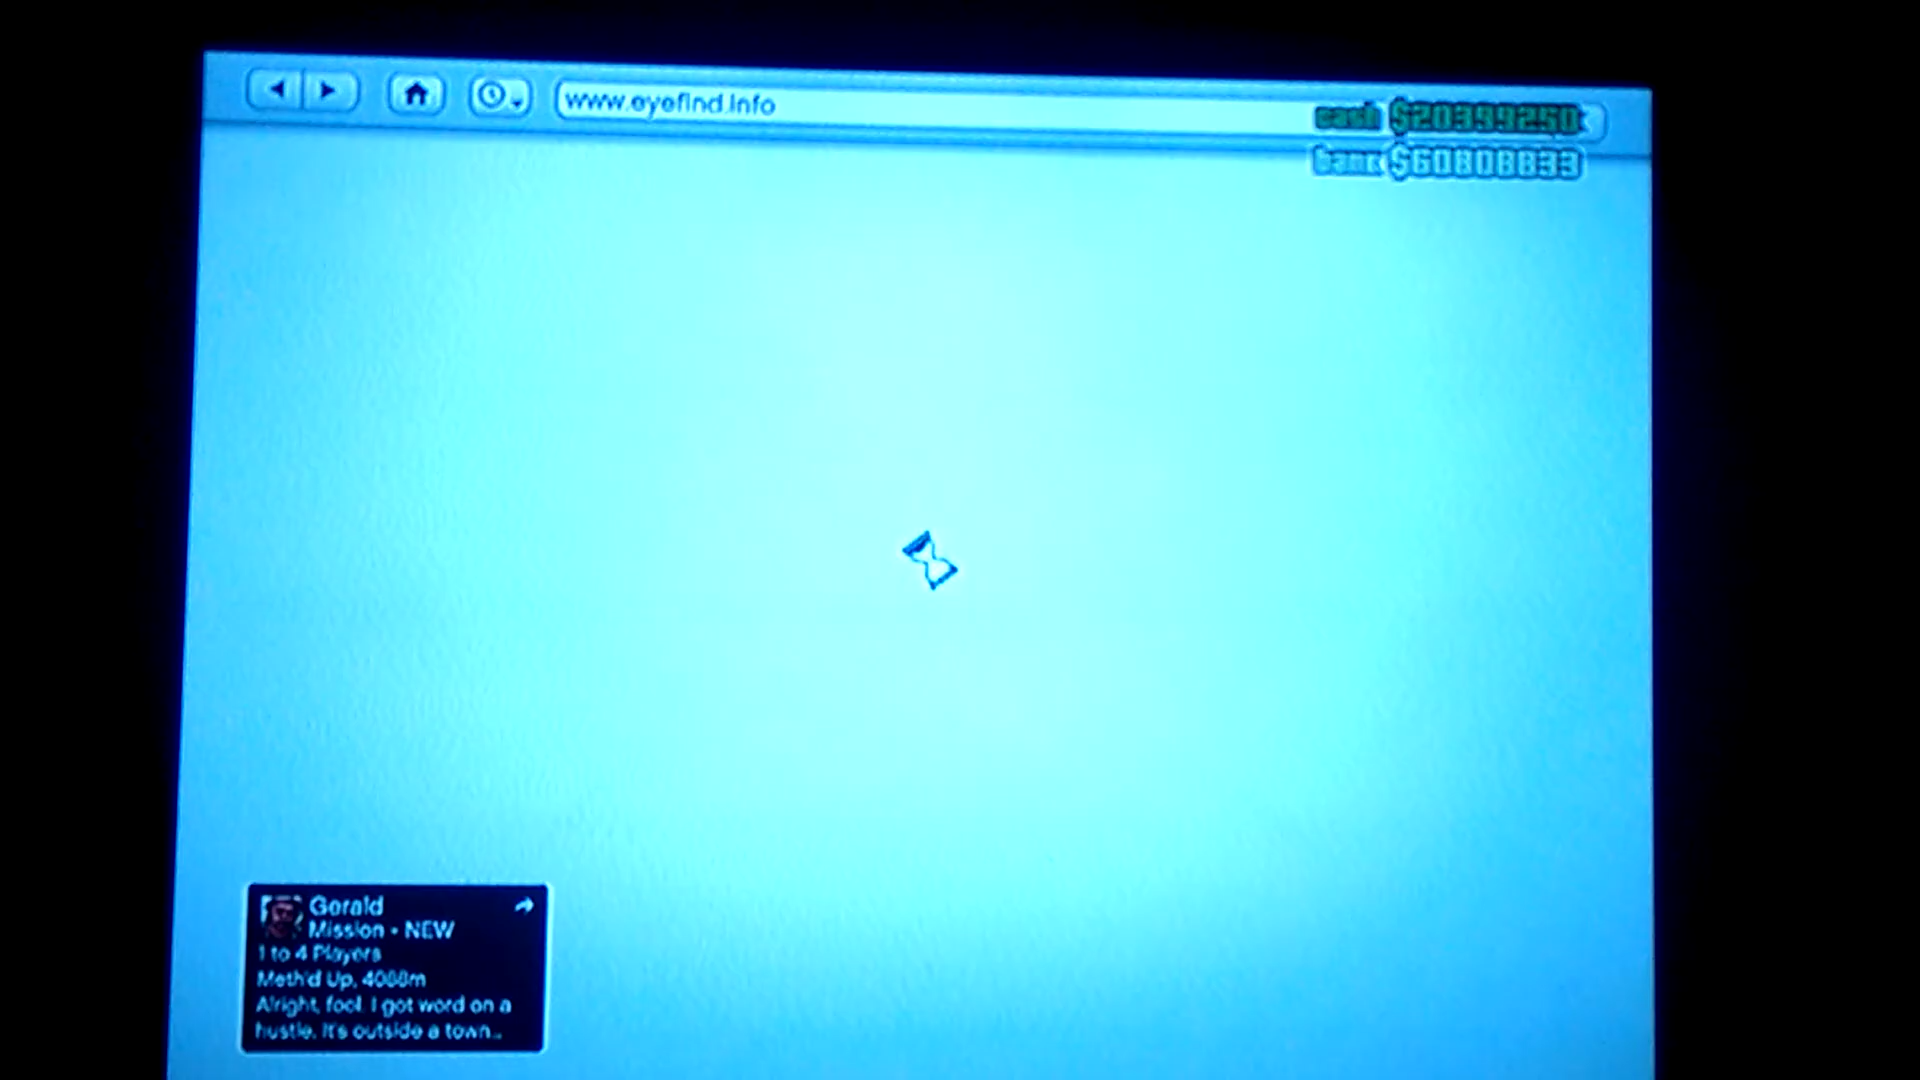 www.eyefind.info
cash $20399250
bank $60808833
Gerald
Mission - NEW
1 to 4 Players
Meth'd Up, 4088m
Alright, fool. I got word on a
hustle. It's outside a town...